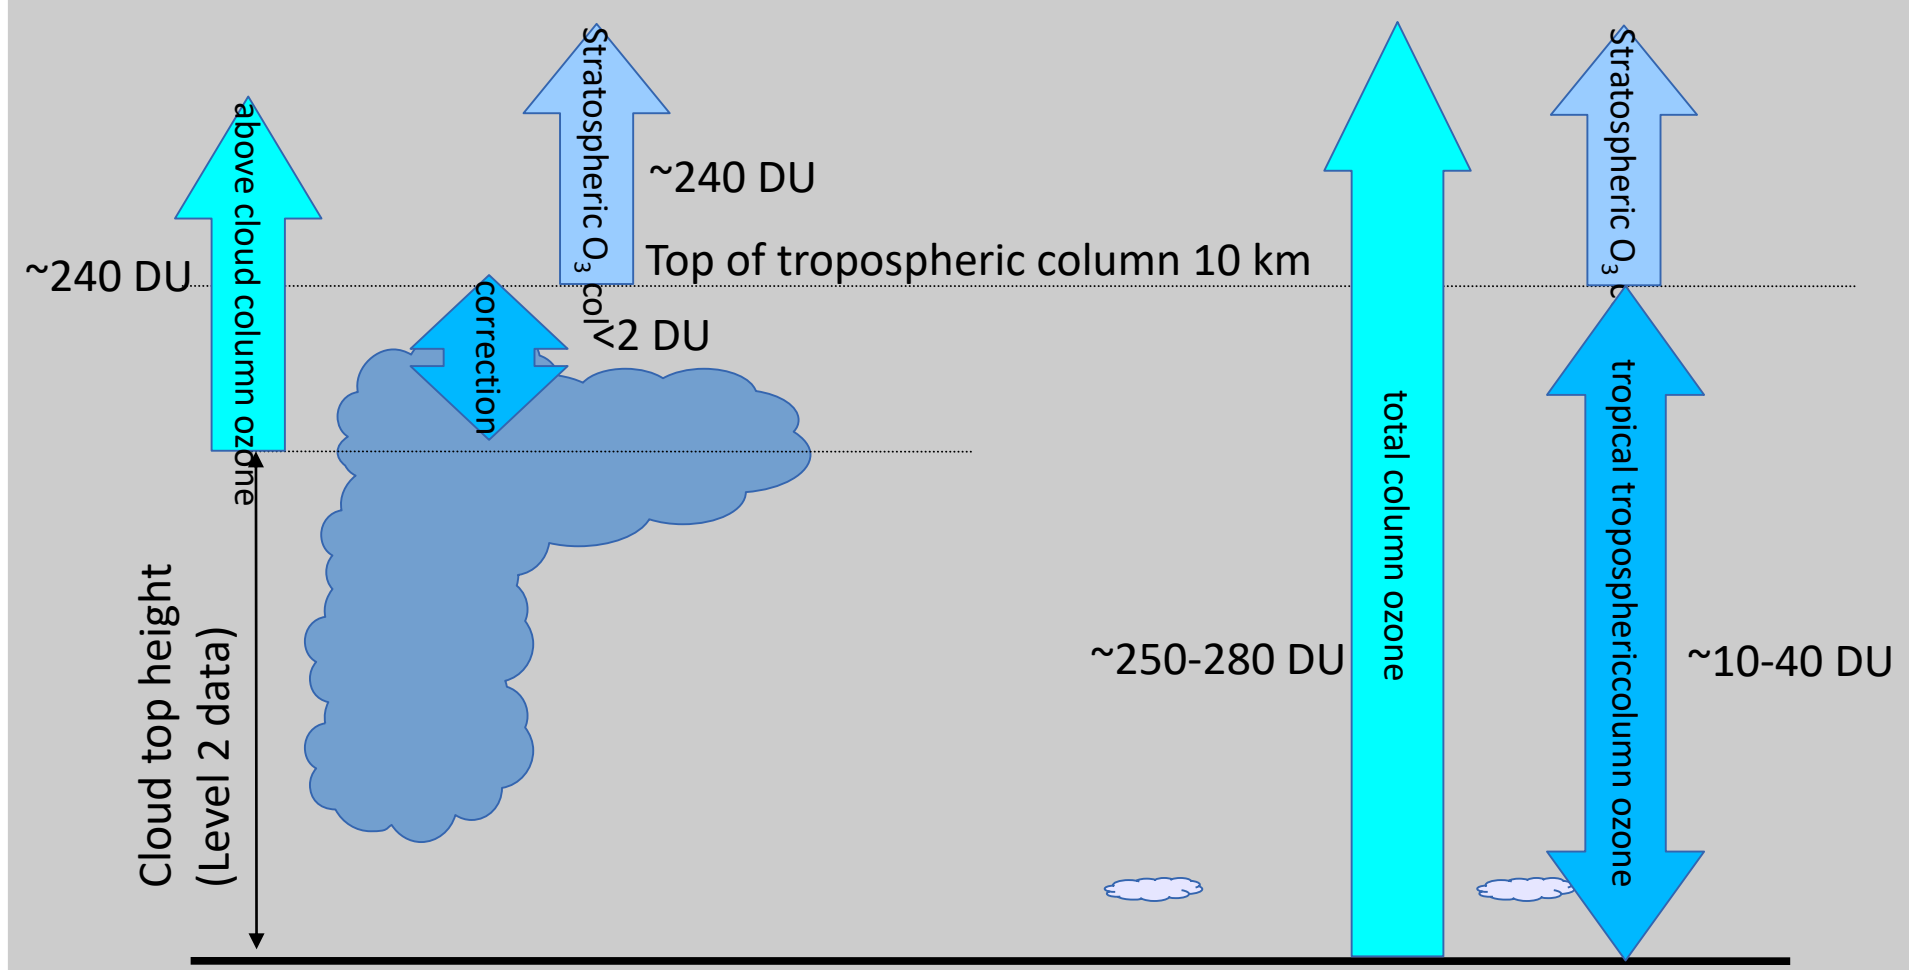 above cloud column ozone
~240 DU
Stratospheric O₃ col
~240 DU
Top of tropospheric column 10 km
correction
<2 DU
Cloud top height
(Level 2 data)
total column ozone
~250-280 DU
Stratospheric O₃ c
tropical troposphericcolumn ozone
~10-40 DU